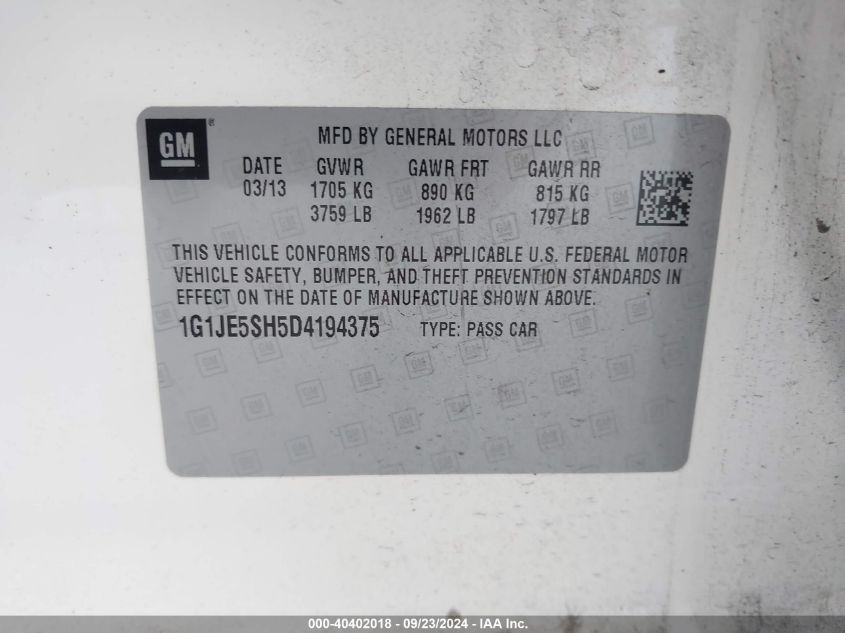 GM®
MFD BY GENERAL MOTORS LLC
DATE GVWR GAWR FRT GAWR RR
03/13 1705 KG 890 KG 815 KG
3759 LB 1962 LB 1797 LB
THIS VEHICLE CONFORMS TO ALL APPLICABLE U.S. FEDERAL MOTOR
VEHICLE SAFETY, BUMPER, AND THEFT PREVENTION STANDARDS IN
EFFECT ON THE DATE OF MANUFACTURE SHOWN ABOVE.
1G1JE5SH5D4194375 TYPE: PASS CAR
000-40402018 - 09/23/2024 - IAA Inc.